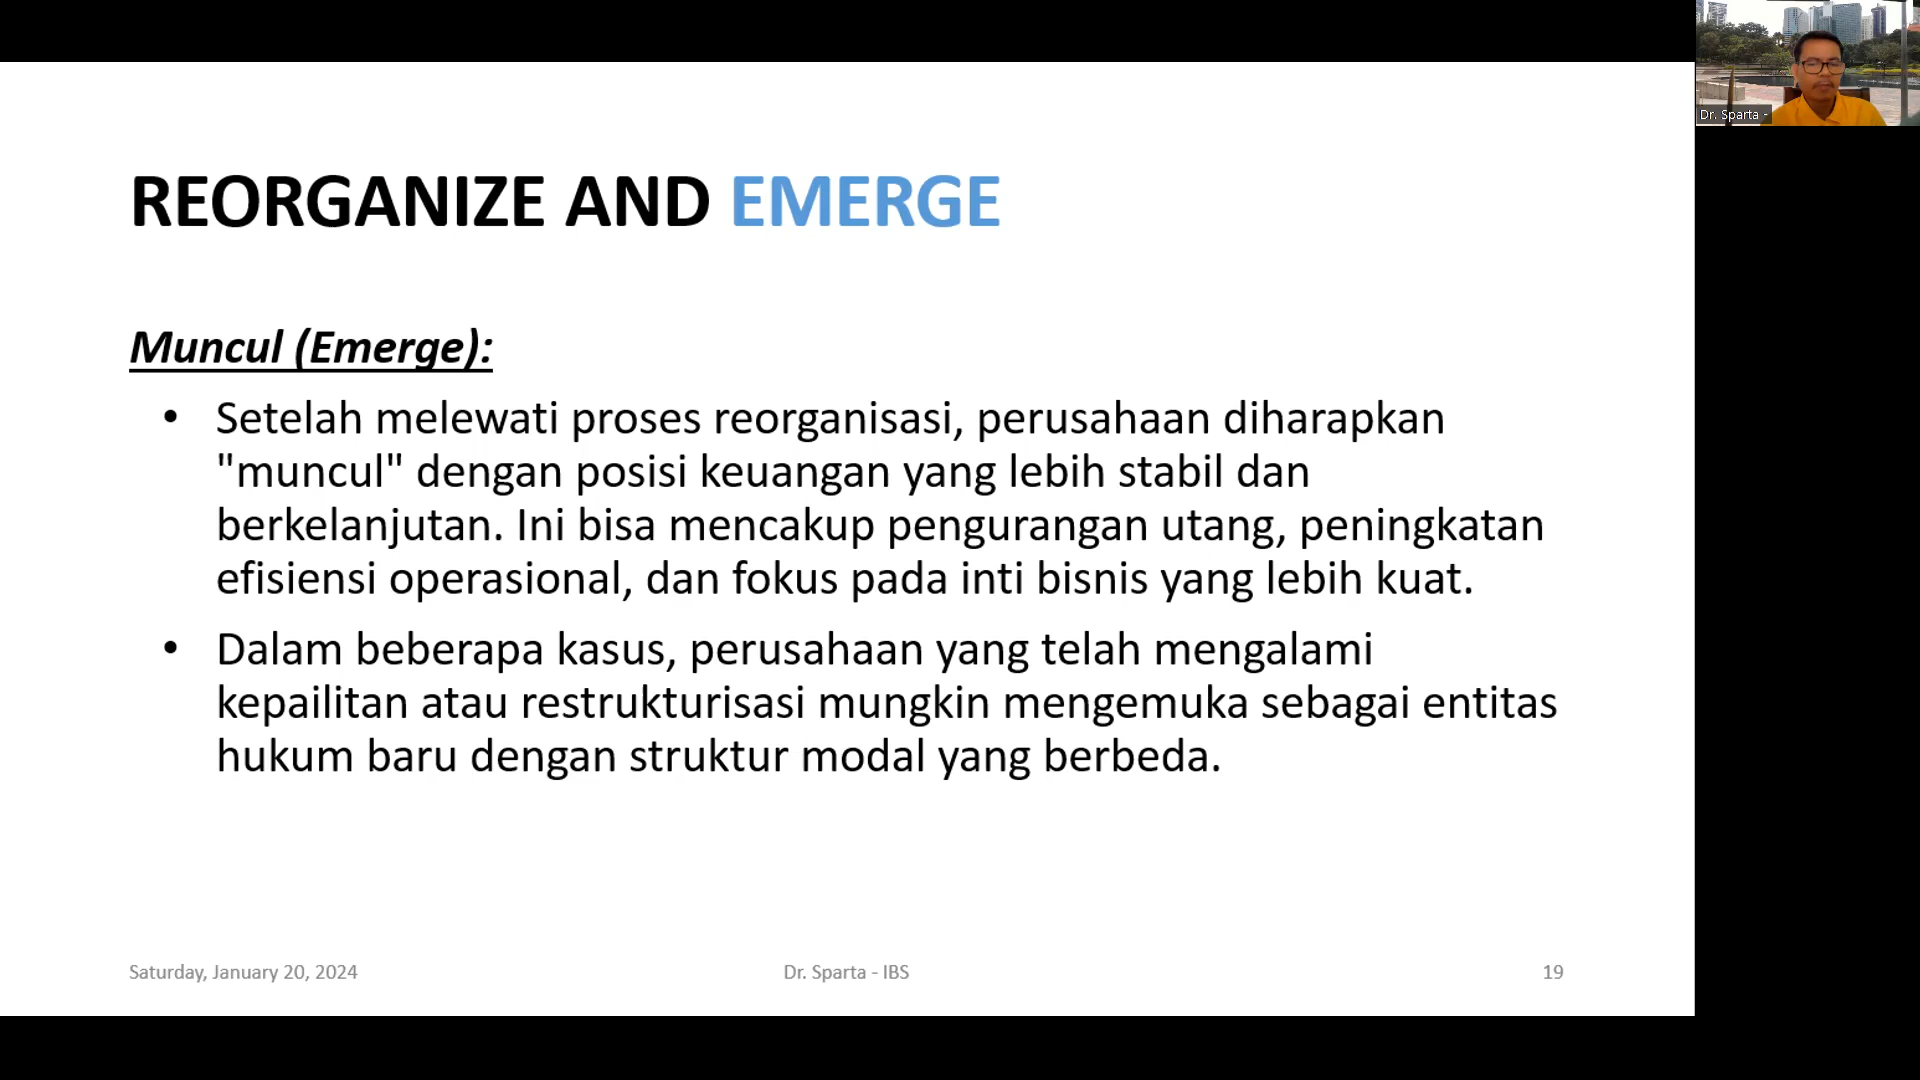 Dr. Sparta -
REORGANIZE AND EMERGE
Muncul (Emerge):
• Setelah melewati proses reorganisasi, perusahaan diharapkan
"muncul" dengan posisi keuangan yang lebih stabil dan
berkelanjutan. Ini bisa mencakup pengurangan utang, peningkatan
efisiensi operasional, dan fokus pada inti bisnis yang lebih kuat.
• Dalam beberapa kasus, perusahaan yang telah mengalami
kepailitan atau restrukturisasi mungkin mengemuka sebagai entitas
hukum baru dengan struktur modal yang berbeda.
Saturday, January 20, 2024
Dr. Sparta - IBS
19